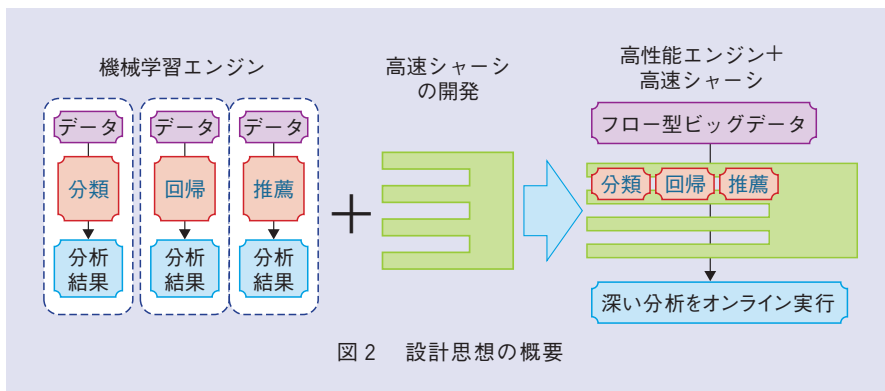 機械学習エンジン
データ
分類
分析
結果
データ
回帰
分析
結果
データ
推薦
分析
結果
＋
高速シャーシ
の開発
高性能エンジン＋
高速シャーシ
フロー型ビッグデータ
分類
回帰
推薦
深い分析をオンライン実行
図2　設計思想の概要